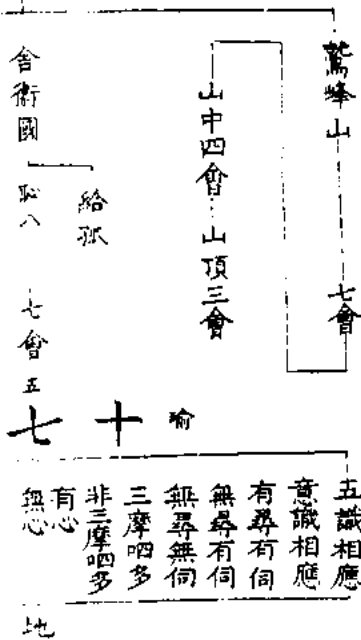 鷲峰山 七會
山中四會 山頂三會
給孤
舍衛國 七會
瑜
十
七
五識相應
意識相應
有尋有伺
無尋有伺
無尋無伺
三摩呬多
非三摩呬多
有心
無心
地